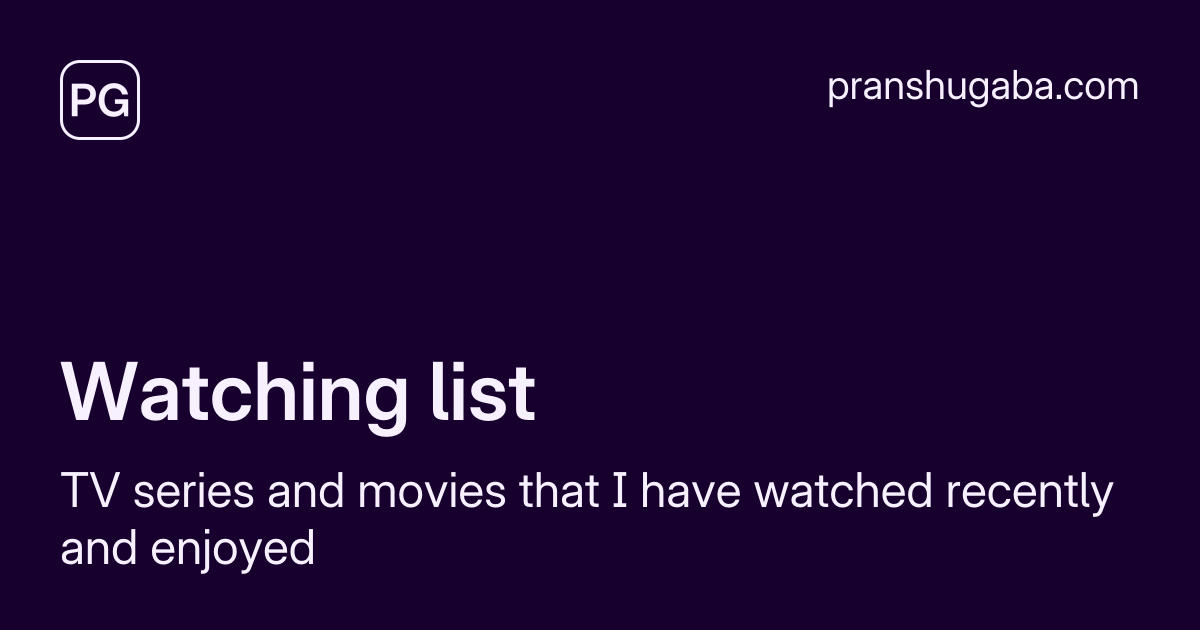 PG
pranshugaba.com
Watching list
TV series and movies that I have watched recently
and enjoyed